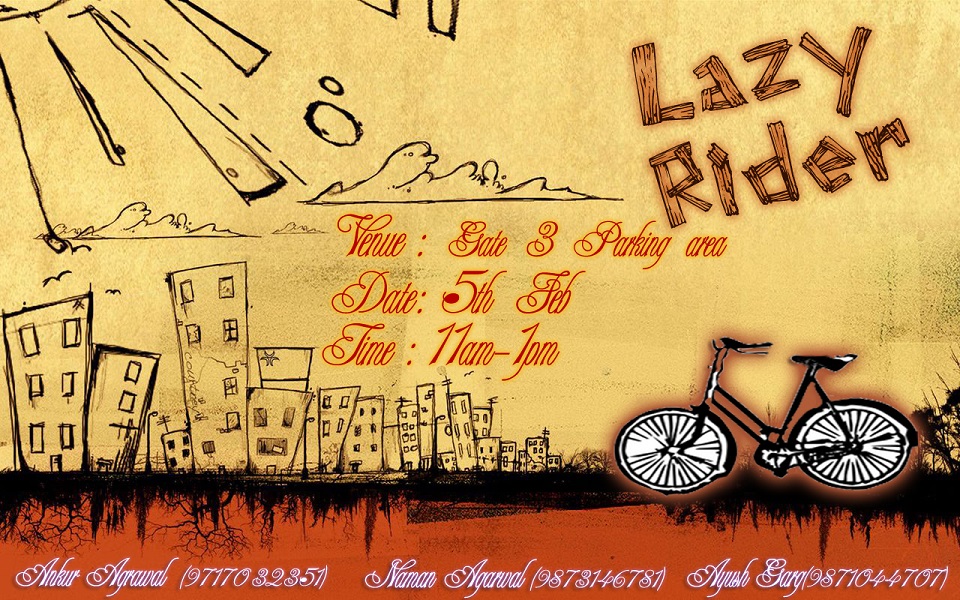 Lazy
Rider
Venue : Gate 3 Parking area
Date: 5th Feb
Time : 11am-1pm
Ankur Agrawal (9717032351) Naman Agarwal (9873146781) Ayush Garg(9871044707)